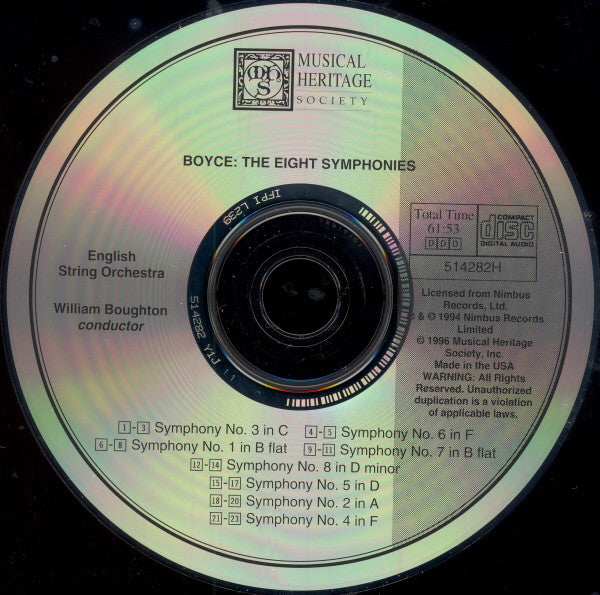 MHS
MUSICAL
HERITAGE
SOCIETY
BOYCE: THE EIGHT SYMPHONIES
IFPI L239
Total Time
61:53
D D D
COMPACT
disc
DIGITAL AUDIO
514282H
English
String Orchestra
William Boughton
conductor
Licensed from Nimbus
Records, Ltd.
℗ & © 1994 Nimbus Records
Limited
© 1996 Musical Heritage
Society, Inc.
Made in the USA
WARNING: All Rights
Reserved. Unauthorized
duplication is a violation
of applicable laws.
514282 Y1J 11
1-3 Symphony No. 3 in C 4-5 Symphony No. 6 in F
6-8 Symphony No. 1 in B flat 9-11 Symphony No. 7 in B flat
12-14 Symphony No. 8 in D minor
15-17 Symphony No. 5 in D
18-20 Symphony No. 2 in A
21-23 Symphony No. 4 in F